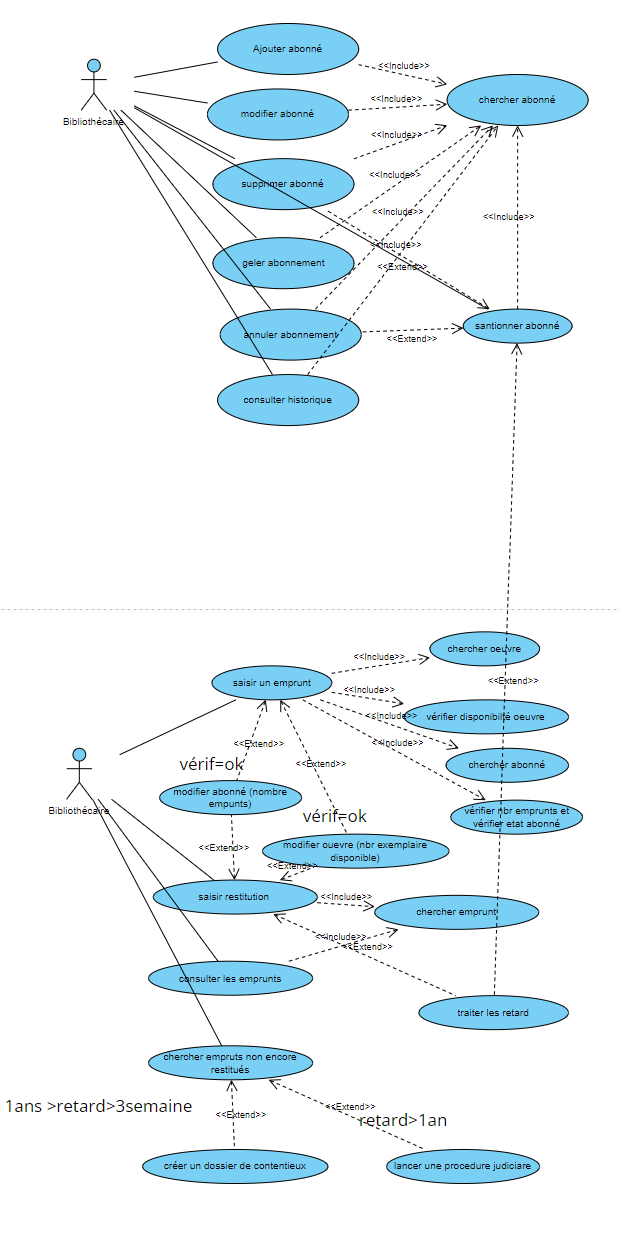 Ajouter abonné
<<Include>>
chercher abonné
<<Include>>
modifier abonné
Bibliothécaire
<<Include>>
supprimer abonné
<<Include>>
<<Include>>
<<Include>>
<<Include>>
geler abonnement
<<Extend>>
santionner abonné
annuler abonnement
<<Extend>>
consulter historique
chercher oeuvre
<<Include>>
saisir un emprunt
<<Extend>>
<<Include>>
<<Include>>
vérifier disponibilté oeuvre
<<Extend>>
<<Include>>
vérif=ok
<<Extend>>
chercher abonné
modifier abonné (nombre
empunts)
Bibliothécaire
vérif=ok
vérifier nbr emprunts et
vérifier etat abonné
<<Extend>>
modifier ouevre (nbr exemplaire
disponible)
<<Extend>>
saisir restitution
<<Include>>
chercher emprunt
<<Include>>
<<Extend>>
consulter les emprunts
traiter les retard
chercher empruts non encore
restitués
1ans >retard>3semaine
<<Extend>>
<<Extend>>
retard>1an
créer un dossier de contentieux
lancer une procedure judiciare